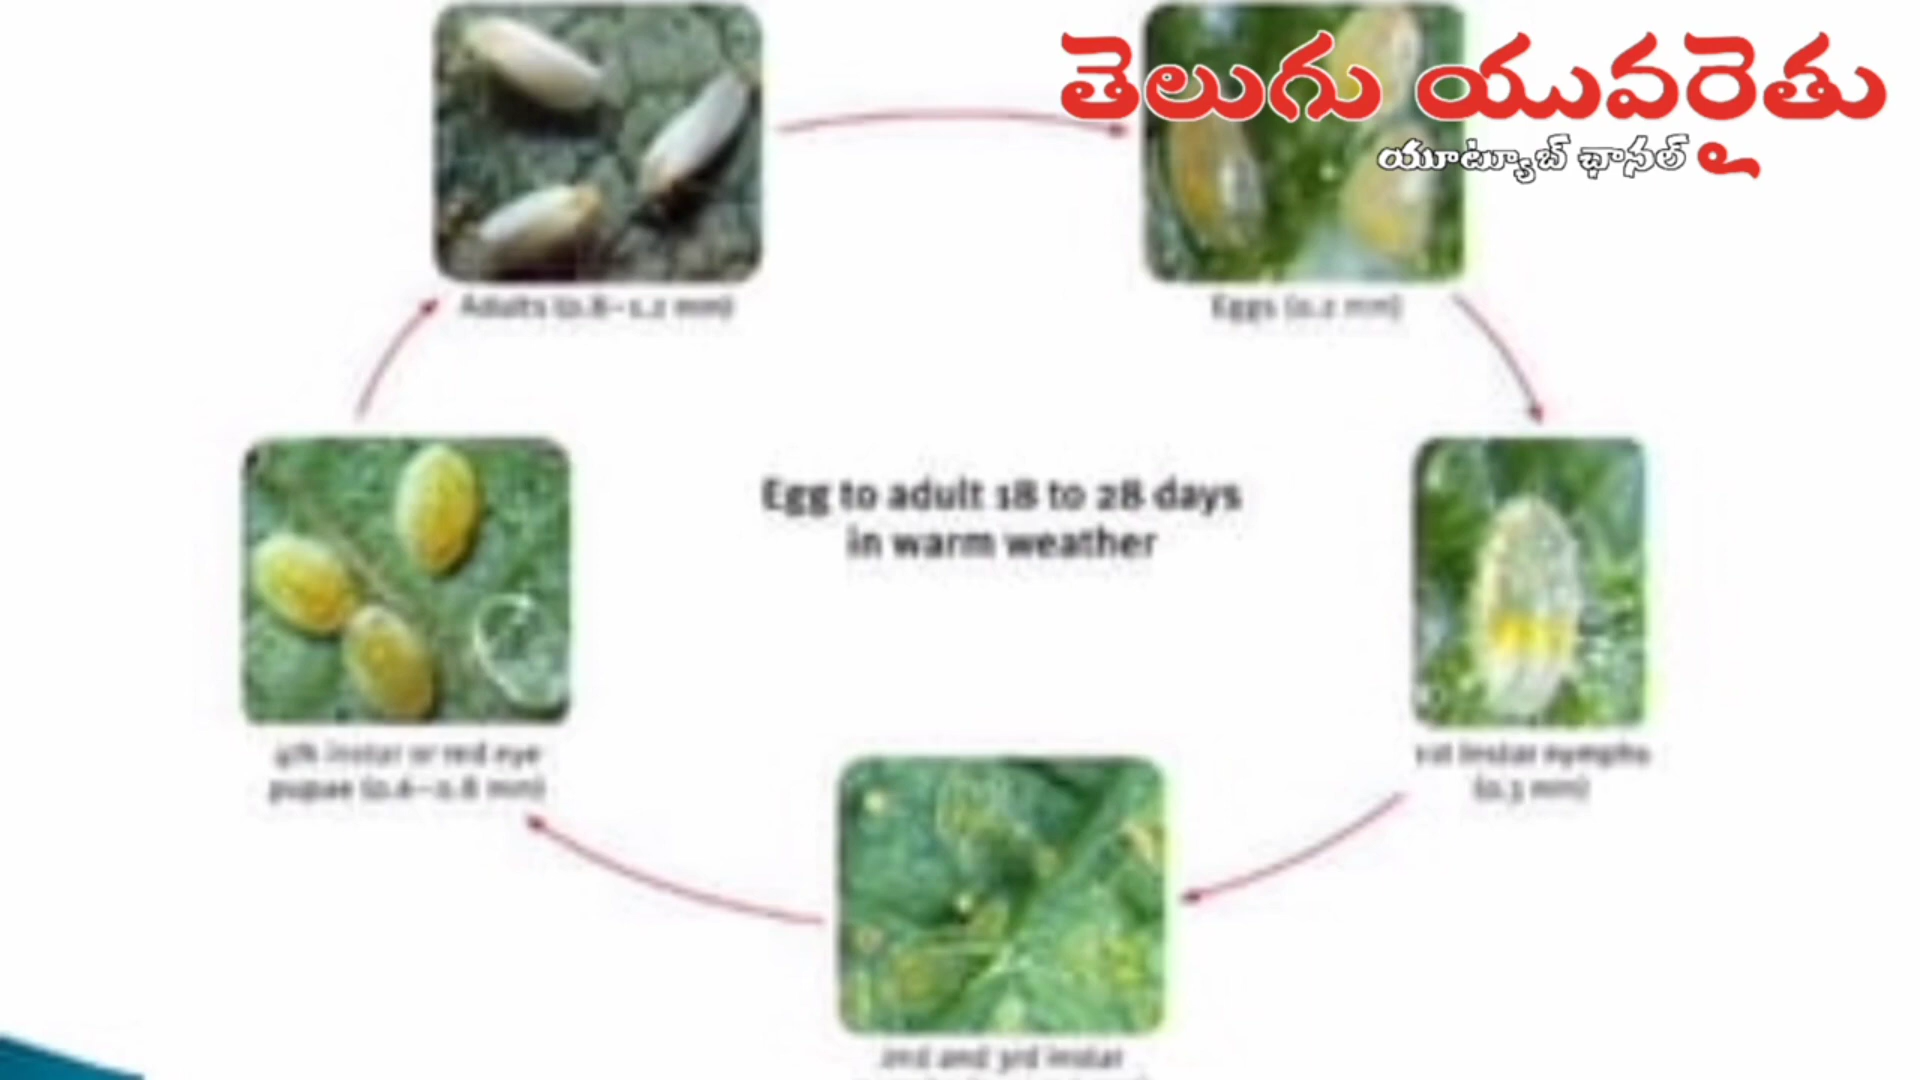 తెలుగు యువరైతు
యూట్యూబ్ ఛానల్
Adults (0.8–1.2 mm)
Eggs (0.2 mm)
Egg to adult 18 to 28 days
in warm weather
4th instar or red eye
pupae (0.6–0.8 mm)
1st instar nymphs
(0.3 mm)
2nd and 3rd instar